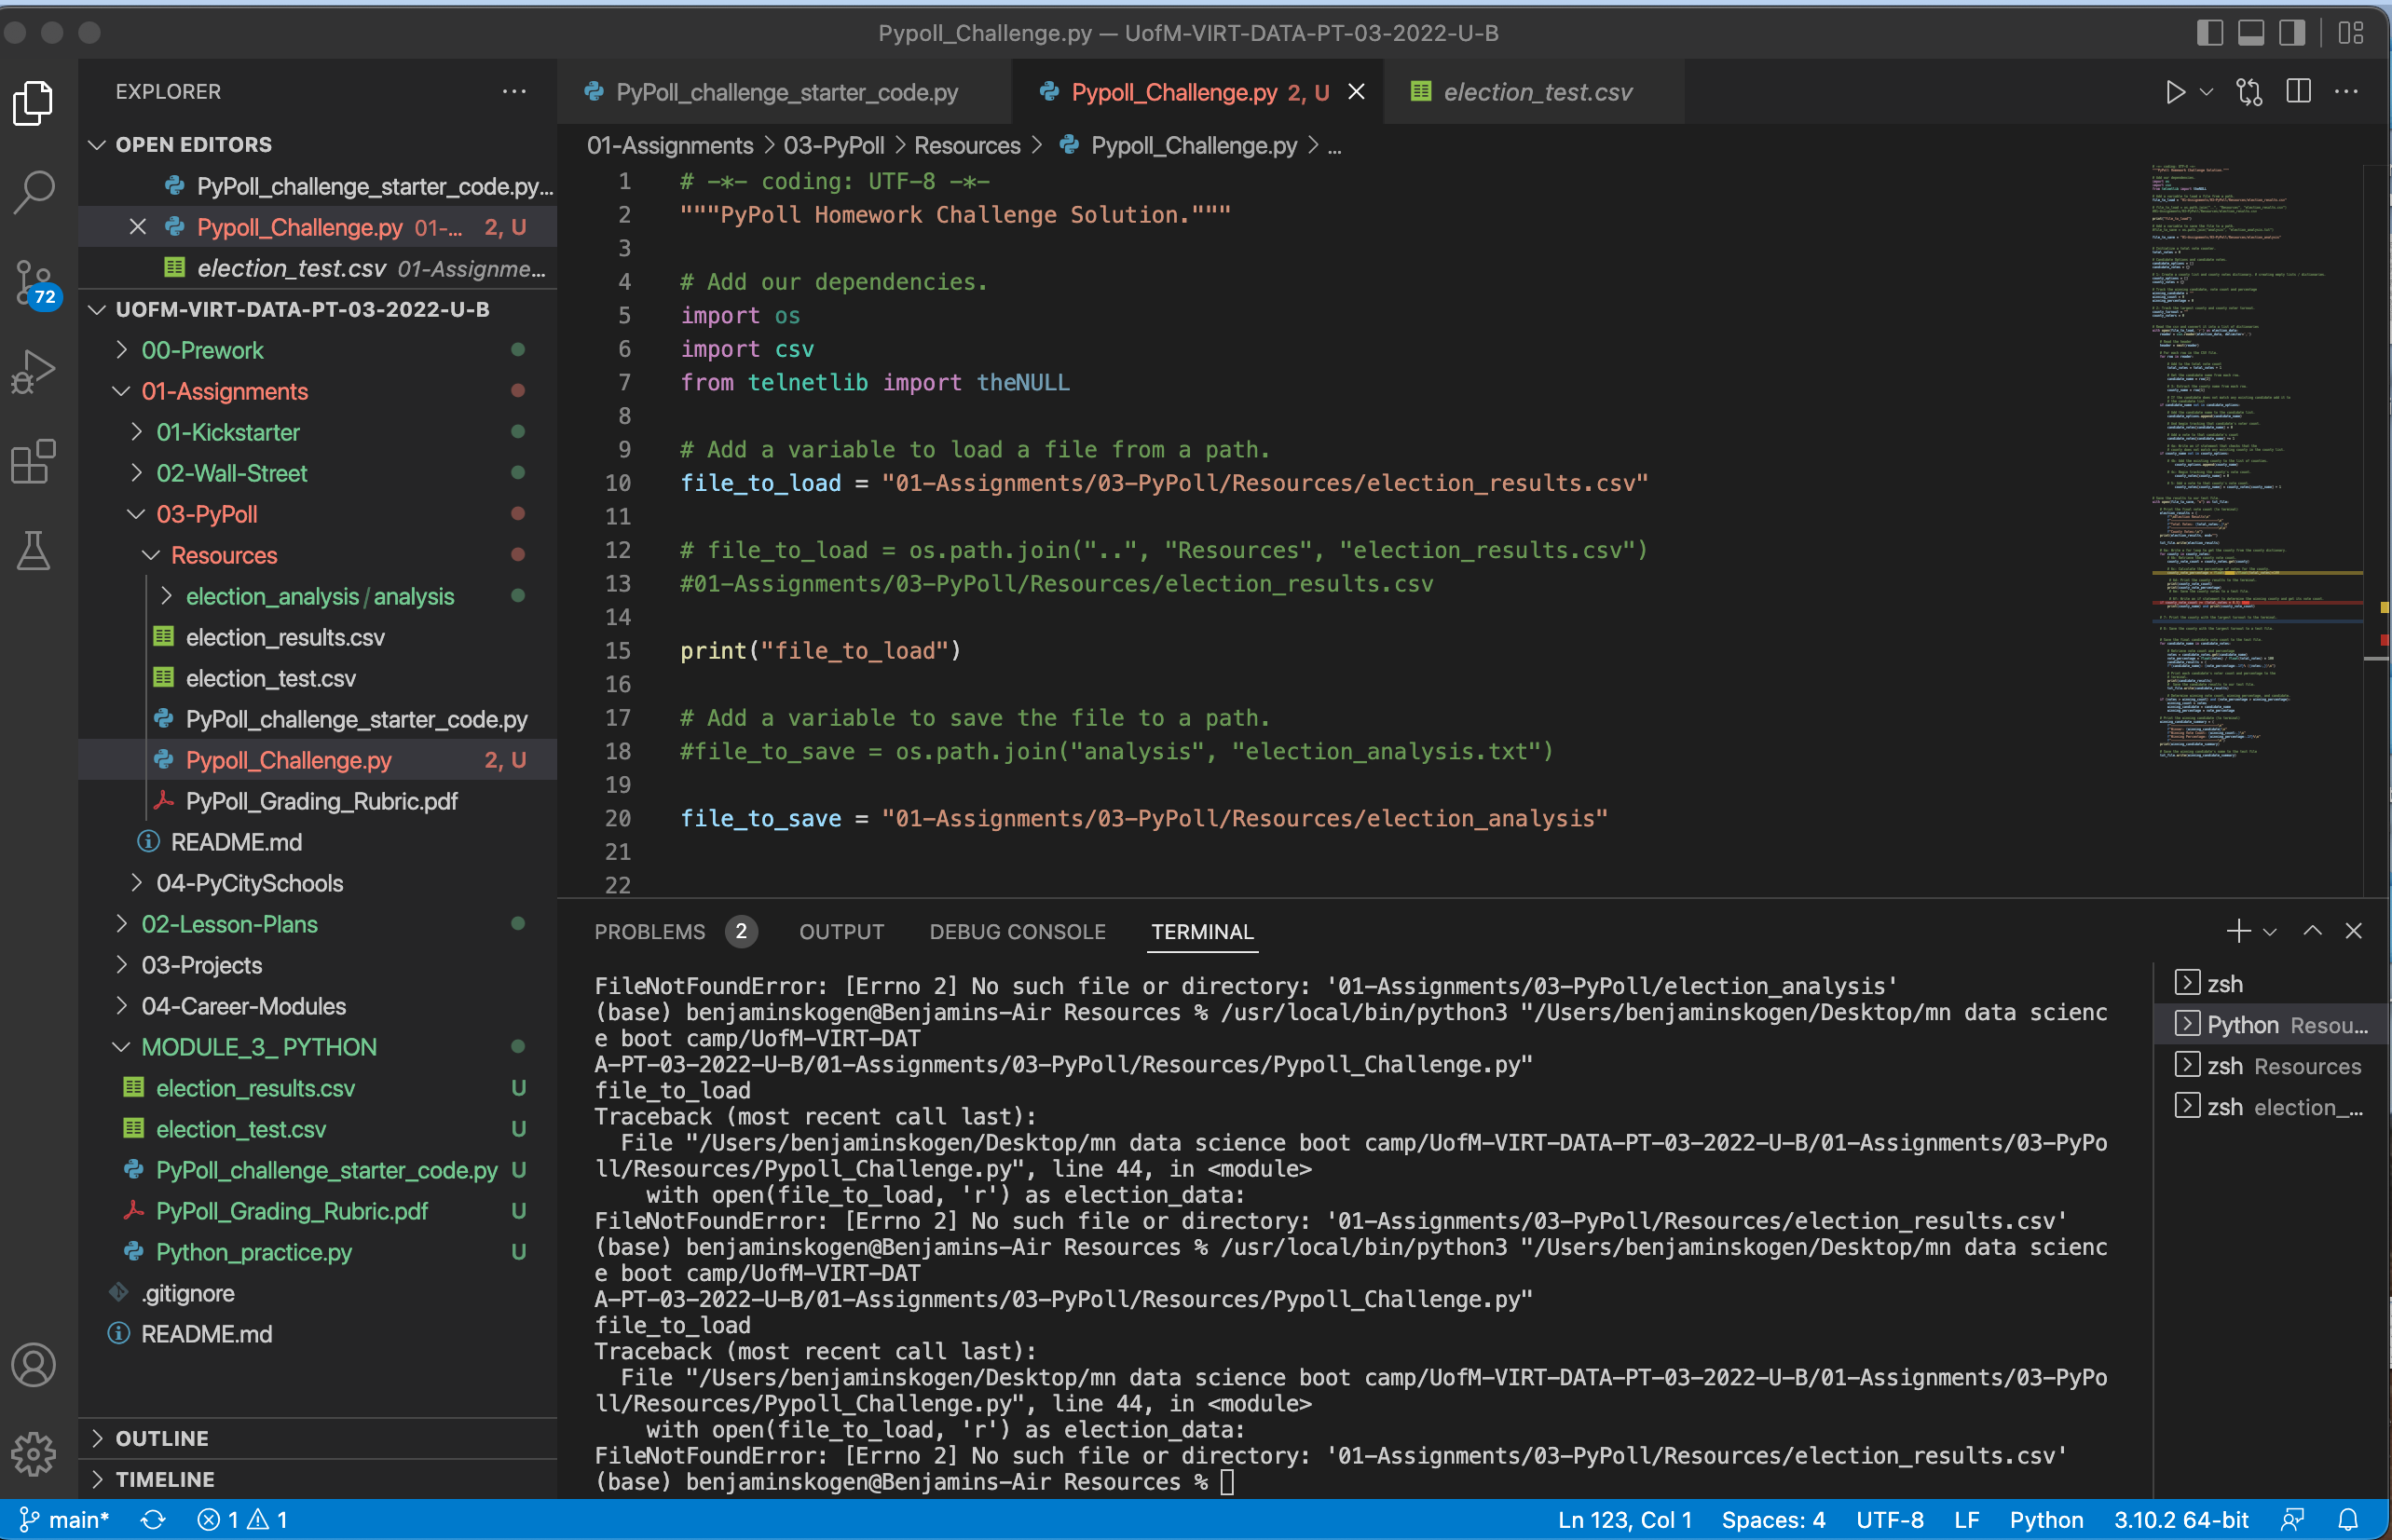 Pypoll_Challenge.py — UofM-VIRT-DATA-PT-03-2022-U-B
EXPLORER
OPEN EDITORS
PyPoll_challenge_starter_code.py...
Pypoll_Challenge.py 01-... 2, U
election_test.csv 01-Assignme...
UOFM-VIRT-DATA-PT-03-2022-U-B
00-Prework
01-Assignments
01-Kickstarter
02-Wall-Street
03-PyPoll
Resources
election_analysis / analysis
election_results.csv
election_test.csv
PyPoll_challenge_starter_code.py
Pypoll_Challenge.py 2, U
PyPoll_Grading_Rubric.pdf
README.md
04-PyCitySchools
02-Lesson-Plans
03-Projects
04-Career-Modules
MODULE_3_ PYTHON
election_results.csv U
election_test.csv U
PyPoll_challenge_starter_code.py U
PyPoll_Grading_Rubric.pdf U
Python_practice.py U
.gitignore
README.md
OUTLINE
TIMELINE
72
PyPoll_challenge_starter_code.py
Pypoll_Challenge.py 2, U
election_test.csv
01-Assignments > 03-PyPoll > Resources > Pypoll_Challenge.py > ...
1 # -*- coding: UTF-8 -*-
2 """PyPoll Homework Challenge Solution."""
3
4 # Add our dependencies.
5 import os
6 import csv
7 from telnetlib import theNULL
8
9 # Add a variable to load a file from a path.
10 file_to_load = "01-Assignments/03-PyPoll/Resources/election_results.csv"
11
12 # file_to_load = os.path.join("..", "Resources", "election_results.csv")
13 #01-Assignments/03-PyPoll/Resources/election_results.csv
14
15 print("file_to_load")
16
17 # Add a variable to save the file to a path.
18 #file_to_save = os.path.join("analysis", "election_analysis.txt")
19
20 file_to_save = "01-Assignments/03-PyPoll/Resources/election_analysis"
21
22
PROBLEMS 2 OUTPUT DEBUG CONSOLE TERMINAL
FileNotFoundError: [Errno 2] No such file or directory: '01-Assignments/03-PyPoll/election_analysis'
(base) benjaminskogen@Benjamins-Air Resources % /usr/local/bin/python3 "/Users/benjaminskogen/Desktop/mn data scienc
e boot camp/UofM-VIRT-DAT
A-PT-03-2022-U-B/01-Assignments/03-PyPoll/Resources/Pypoll_Challenge.py"
file_to_load
Traceback (most recent call last):
File "/Users/benjaminskogen/Desktop/mn data science boot camp/UofM-VIRT-DATA-PT-03-2022-U-B/01-Assignments/03-PyPo
ll/Resources/Pypoll_Challenge.py", line 44, in <module>
with open(file_to_load, 'r') as election_data:
FileNotFoundError: [Errno 2] No such file or directory: '01-Assignments/03-PyPoll/Resources/election_results.csv'
(base) benjaminskogen@Benjamins-Air Resources % /usr/local/bin/python3 "/Users/benjaminskogen/Desktop/mn data scienc
e boot camp/UofM-VIRT-DAT
A-PT-03-2022-U-B/01-Assignments/03-PyPoll/Resources/Pypoll_Challenge.py"
file_to_load
Traceback (most recent call last):
File "/Users/benjaminskogen/Desktop/mn data science boot camp/UofM-VIRT-DATA-PT-03-2022-U-B/01-Assignments/03-PyPo
ll/Resources/Pypoll_Challenge.py", line 44, in <module>
with open(file_to_load, 'r') as election_data:
FileNotFoundError: [Errno 2] No such file or directory: '01-Assignments/03-PyPoll/Resources/election_results.csv'
(base) benjaminskogen@Benjamins-Air Resources %
zsh
Python Resou...
zsh Resources
zsh election_...
main* 1 1 Ln 123, Col 1 Spaces: 4 UTF-8 LF Python 3.10.2 64-bit